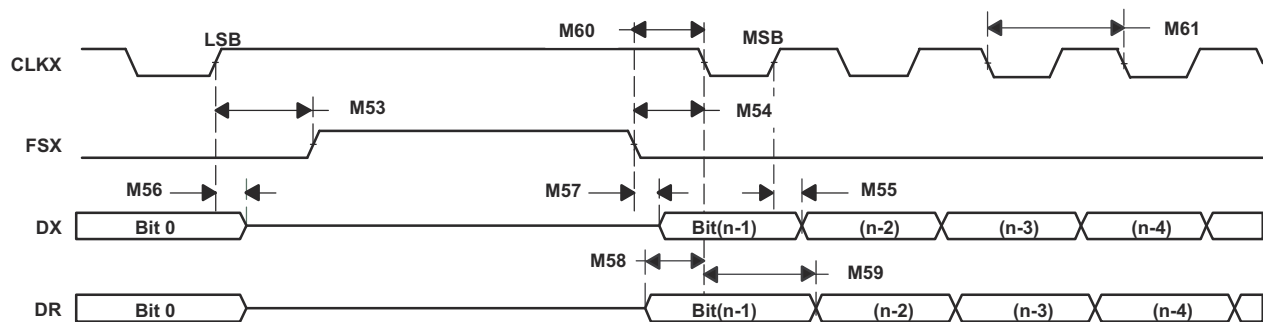 LSB
M60
MSB
M61
CLKX
M53
M54
FSX
M56
M57
M55
DX
Bit 0
Bit(n-1)
(n-2)
(n-3)
(n-4)
M58
M59
DR
Bit 0
Bit(n-1)
(n-2)
(n-3)
(n-4)